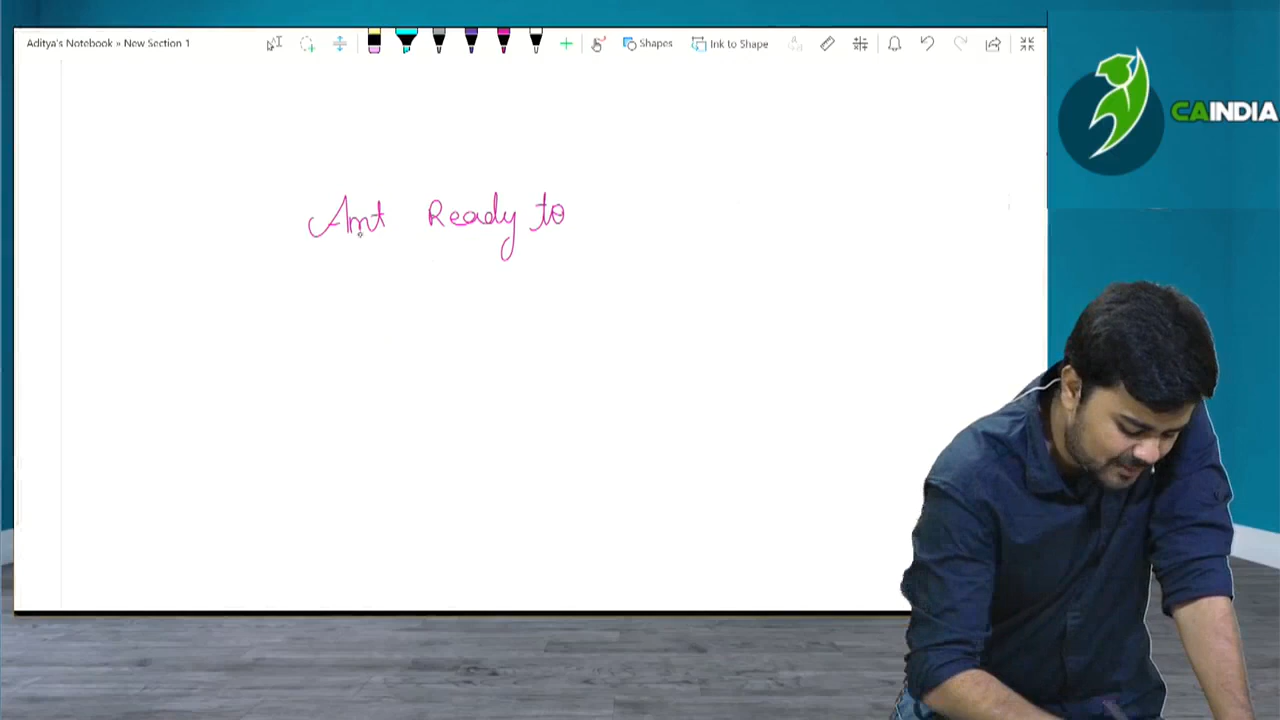 Aditya's Notebook » New Section 1
Shapes
Ink to Shape
CAINDIA
Amt Ready to